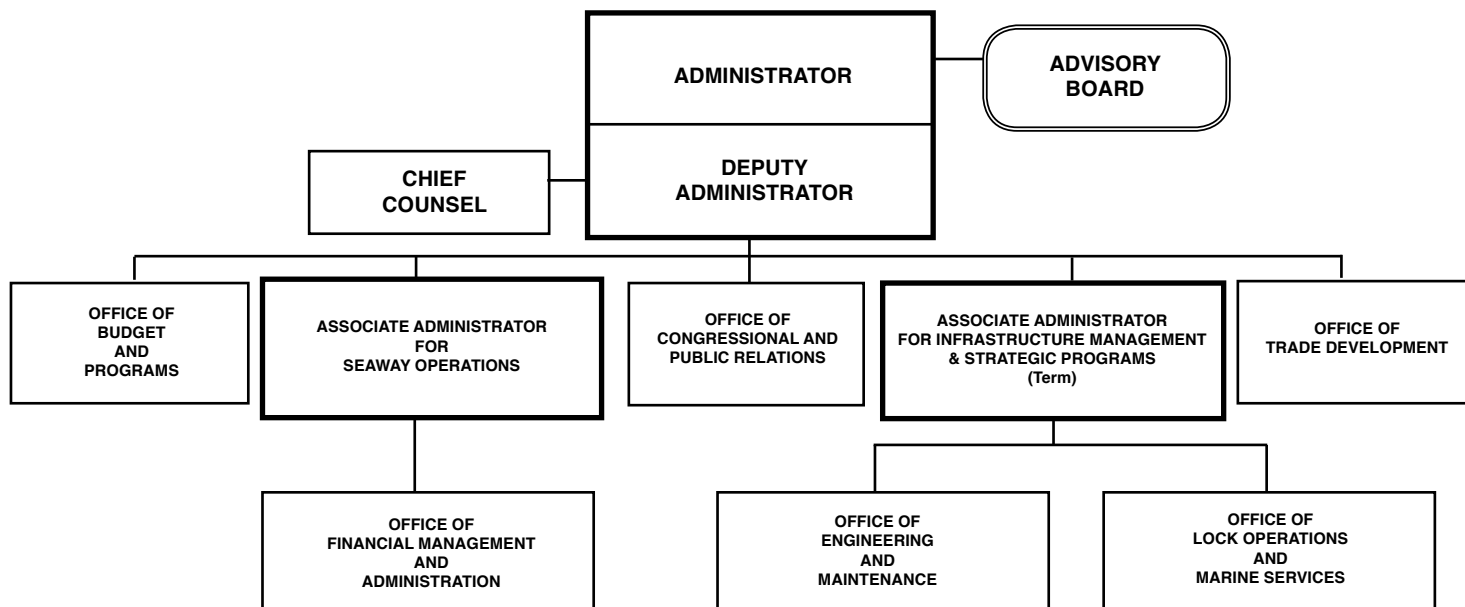 ADMINISTRATOR
ADVISORY
BOARD
DEPUTY
ADMINISTRATOR
CHIEF
COUNSEL
OFFICE OF
BUDGET
AND
PROGRAMS
ASSOCIATE ADMINISTRATOR
FOR
SEAWAY OPERATIONS
OFFICE OF
CONGRESSIONAL AND
PUBLIC RELATIONS
ASSOCIATE ADMINISTRATOR
FOR INFRASTRUCTURE MANAGEMENT
& STRATEGIC PROGRAMS
(Term)
OFFICE OF
TRADE DEVELOPMENT
OFFICE OF
FINANCIAL MANAGEMENT
AND
ADMINISTRATION
OFFICE OF
ENGINEERING
AND
MAINTENANCE
OFFICE OF
LOCK OPERATIONS
AND
MARINE SERVICES